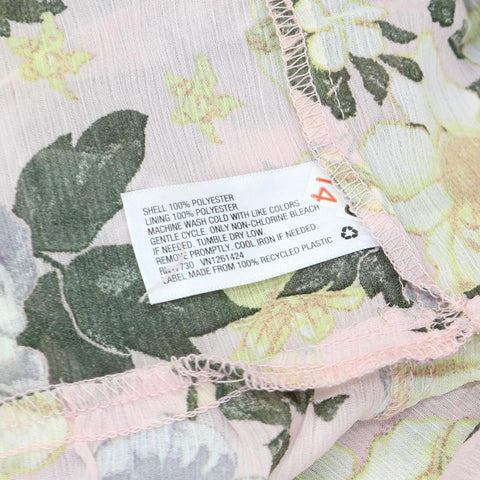 SHELL 100% POLYESTER
LINING 100% POLYESTER
MACHINE WASH COLD WITH LIKE COLORS
GENTLE CYCLE. ONLY NON-CHLORINE BLEACH
IF NEEDED. TUMBLE DRY LOW
REMOVE PROMPTLY. COOL IRON IF NEEDED.
VN1261424
LABEL MADE FROM 100% RECYCLED PLASTIC
14